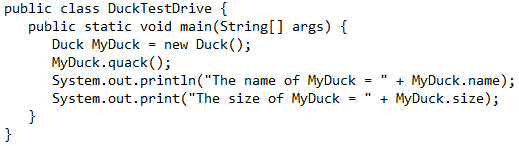 public class DuckTestDrive {
public static void main(String[] args) {
Duck MyDuck = new Duck();
MyDuck.quack();
System.out.println("The name of MyDuck = " + MyDuck.name);
System.out.print("The size of MyDuck = " + MyDuck.size);
}
}